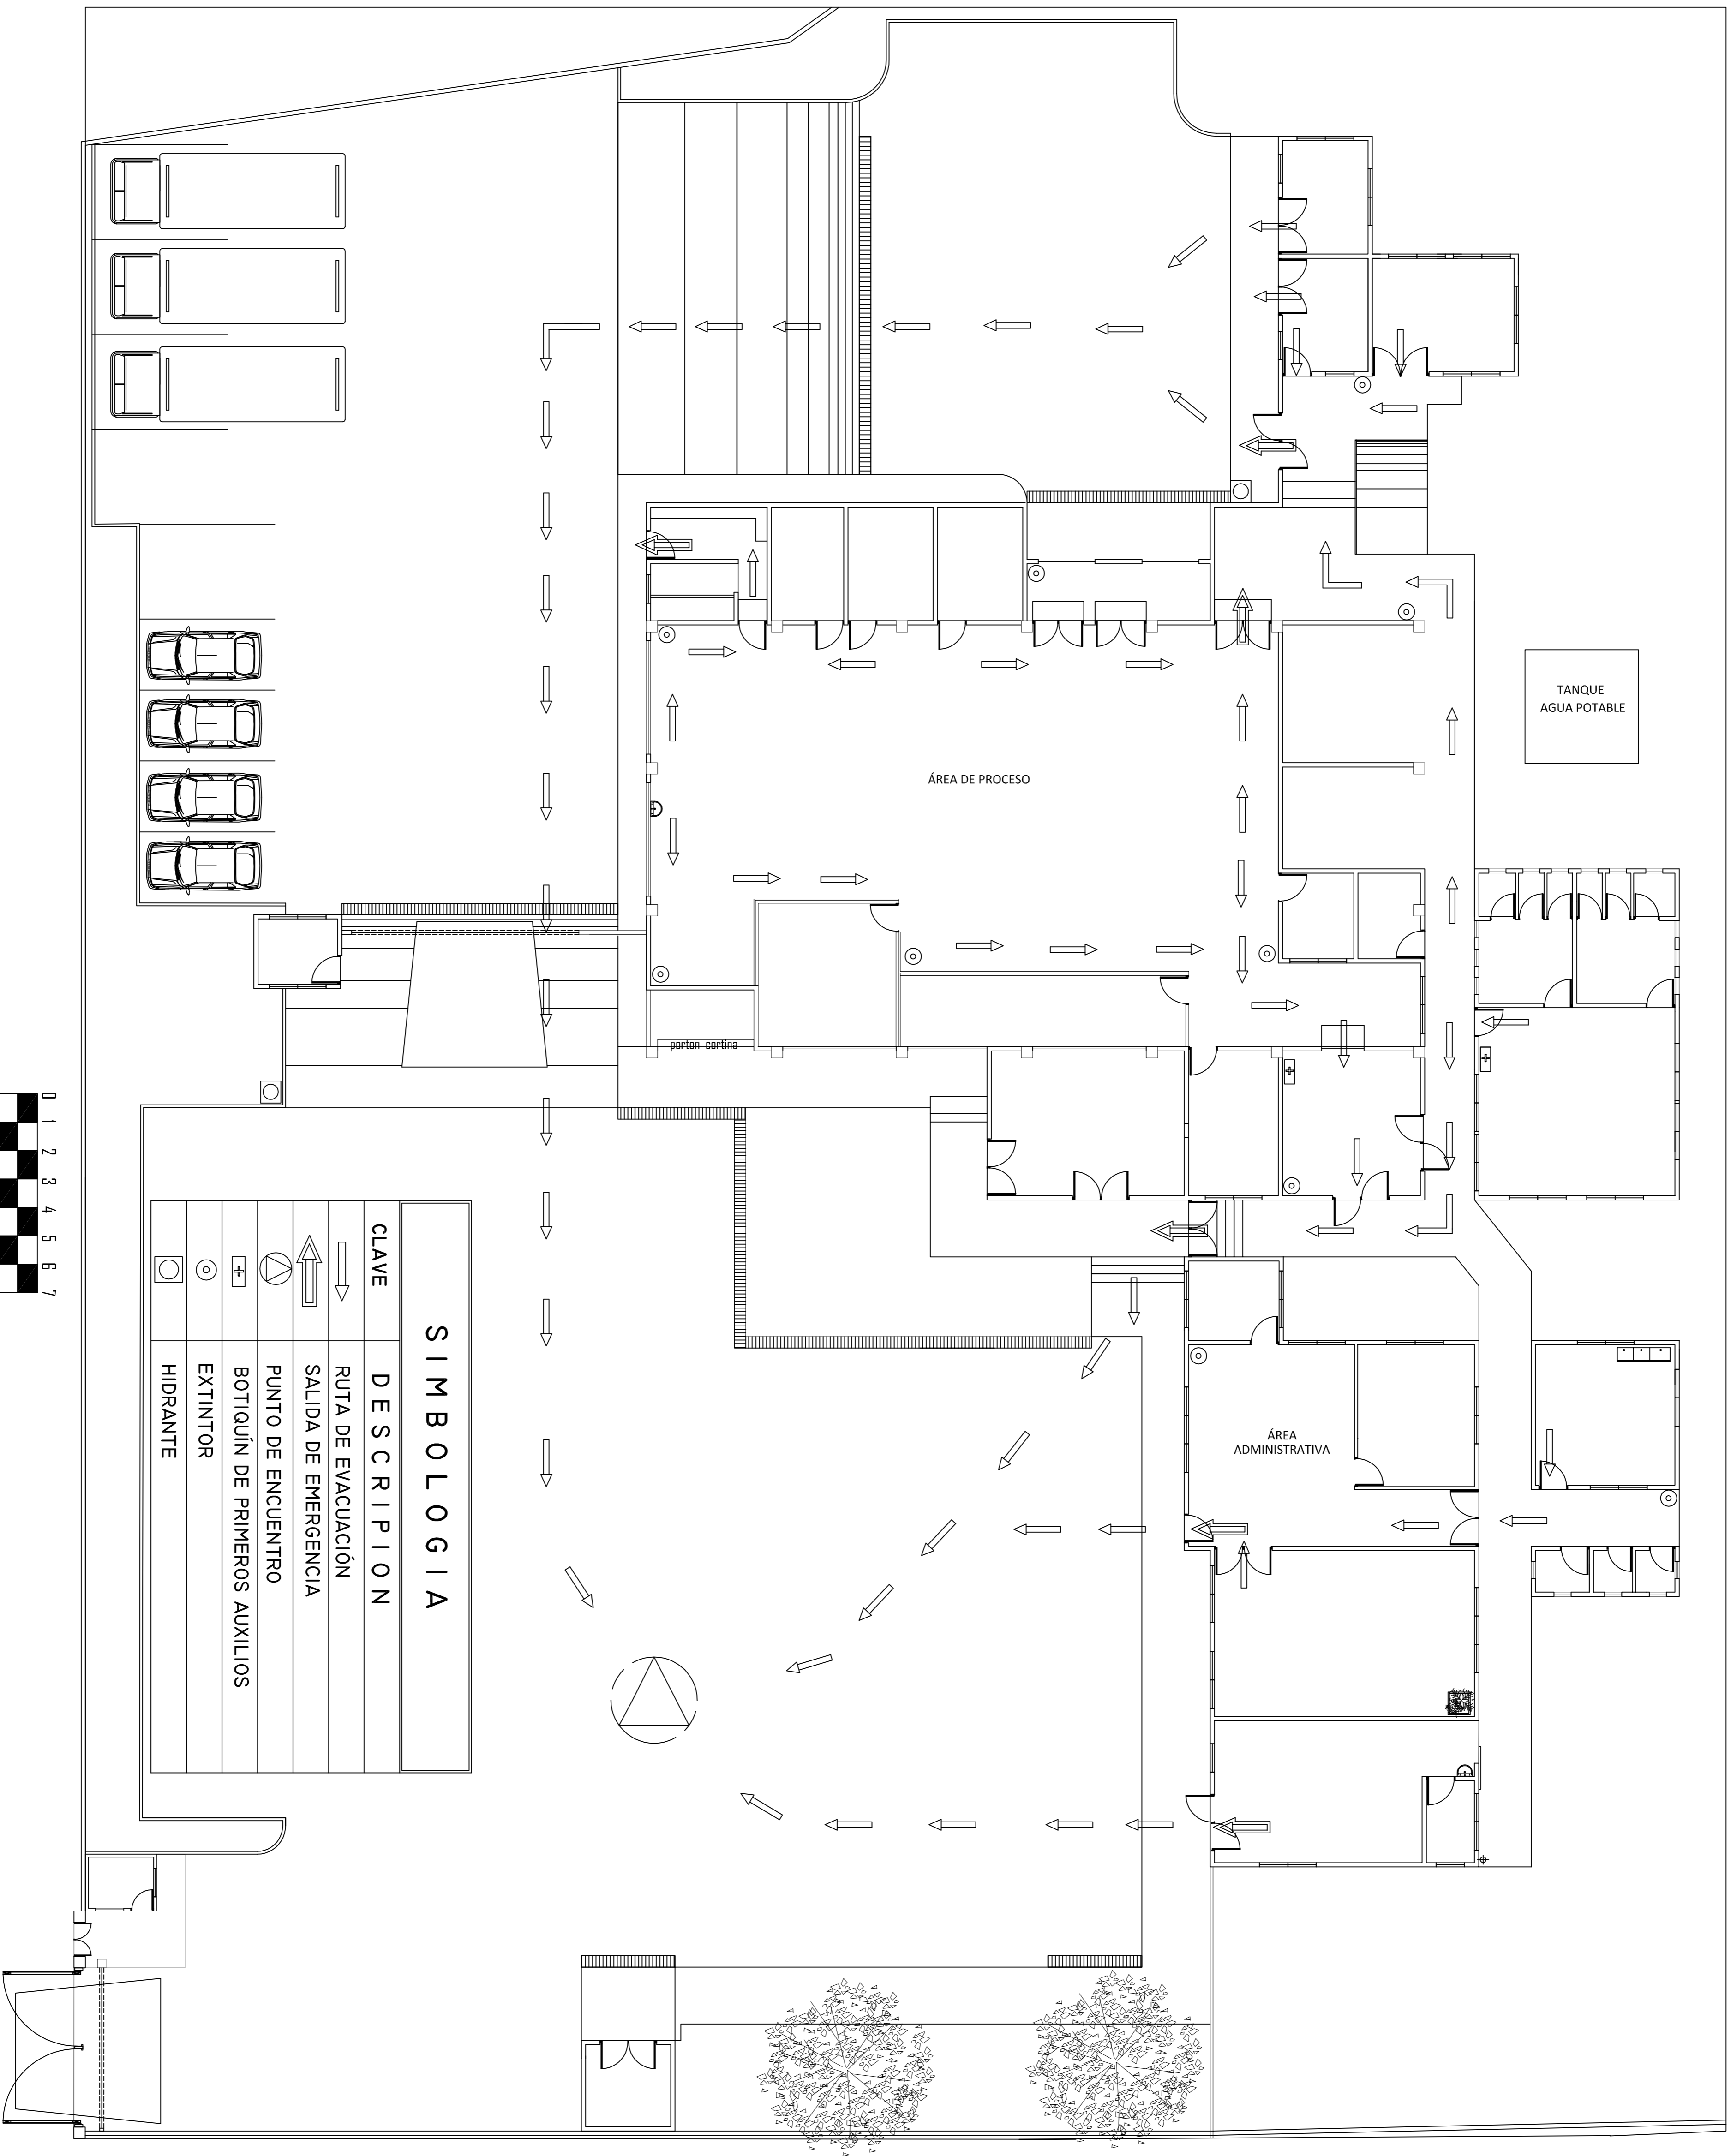 TANQUE
AGUA POTABLE
ÁREA DE PROCESO
porton cortina
ÁREA
ADMINISTRATIVA
SIMBOLOGIA
CLAVE DESCRIPION
RUTA DE EVACUACIÓN
SALIDA DE EMERGENCIA
PUNTO DE ENCUENTRO
BOTIQUÍN DE PRIMEROS AUXILIOS
EXTINTOR
HIDRANTE
0 1 2 3 4 5 6 7